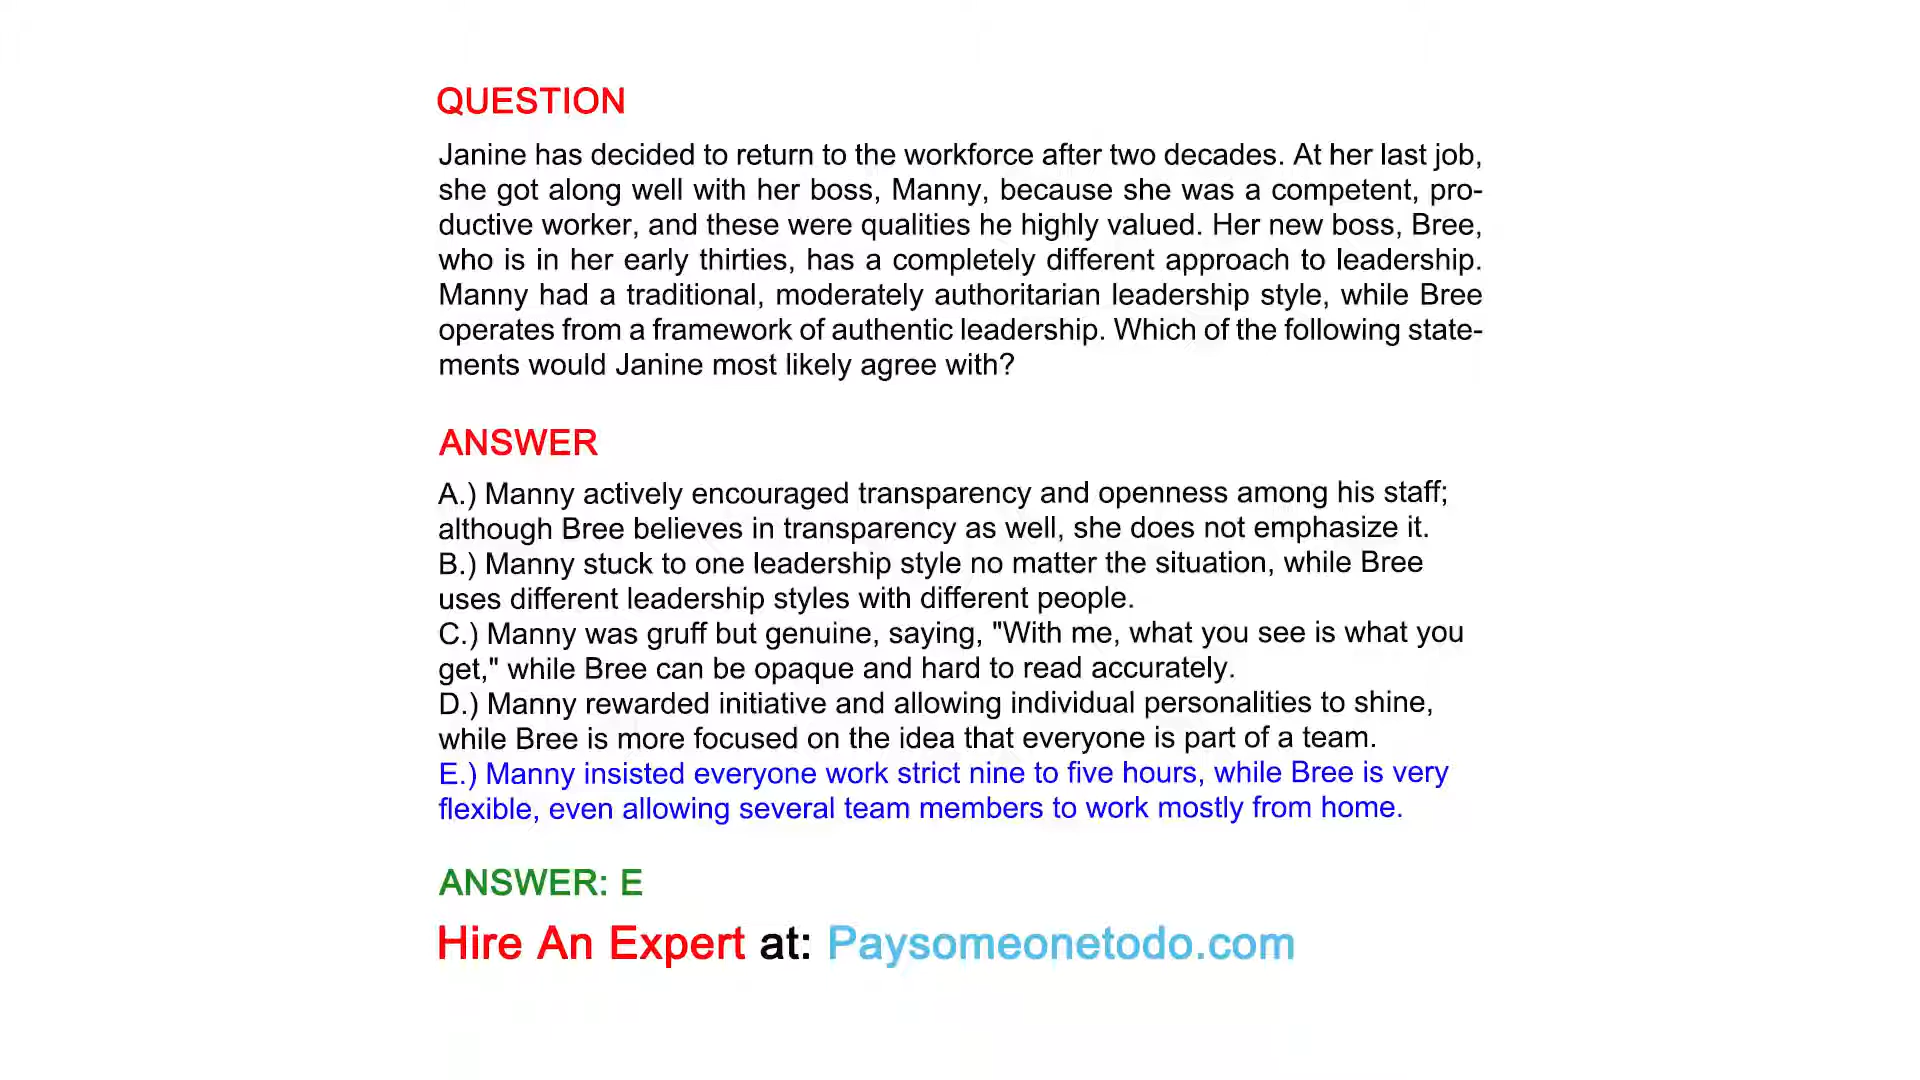 QUESTION
Janine has decided to return to the workforce after two decades. At her last job,
she got along well with her boss, Manny, because she was a competent, pro-
ductive worker, and these were qualities he highly valued. Her new boss, Bree,
who is in her early thirties, has a completely different approach to leadership.
Manny had a traditional, moderately authoritarian leadership style, while Bree
operates from a framework of authentic leadership. Which of the following state-
ments would Janine most likely agree with?
ANSWER
A.) Manny actively encouraged transparency and openness among his staff;
although Bree believes in transparency as well, she does not emphasize it.
B.) Manny stuck to one leadership style no matter the situation, while Bree
uses different leadership styles with different people.
C.) Manny was gruff but genuine, saying, "With me, what you see is what you
get," while Bree can be opaque and hard to read accurately.
D.) Manny rewarded initiative and allowing individual personalities to shine,
while Bree is more focused on the idea that everyone is part of a team.
E.) Manny insisted everyone work strict nine to five hours, while Bree is very
flexible, even allowing several team members to work mostly from home.
ANSWER: E
Hire An Expert at: Paysomeonetodo.com